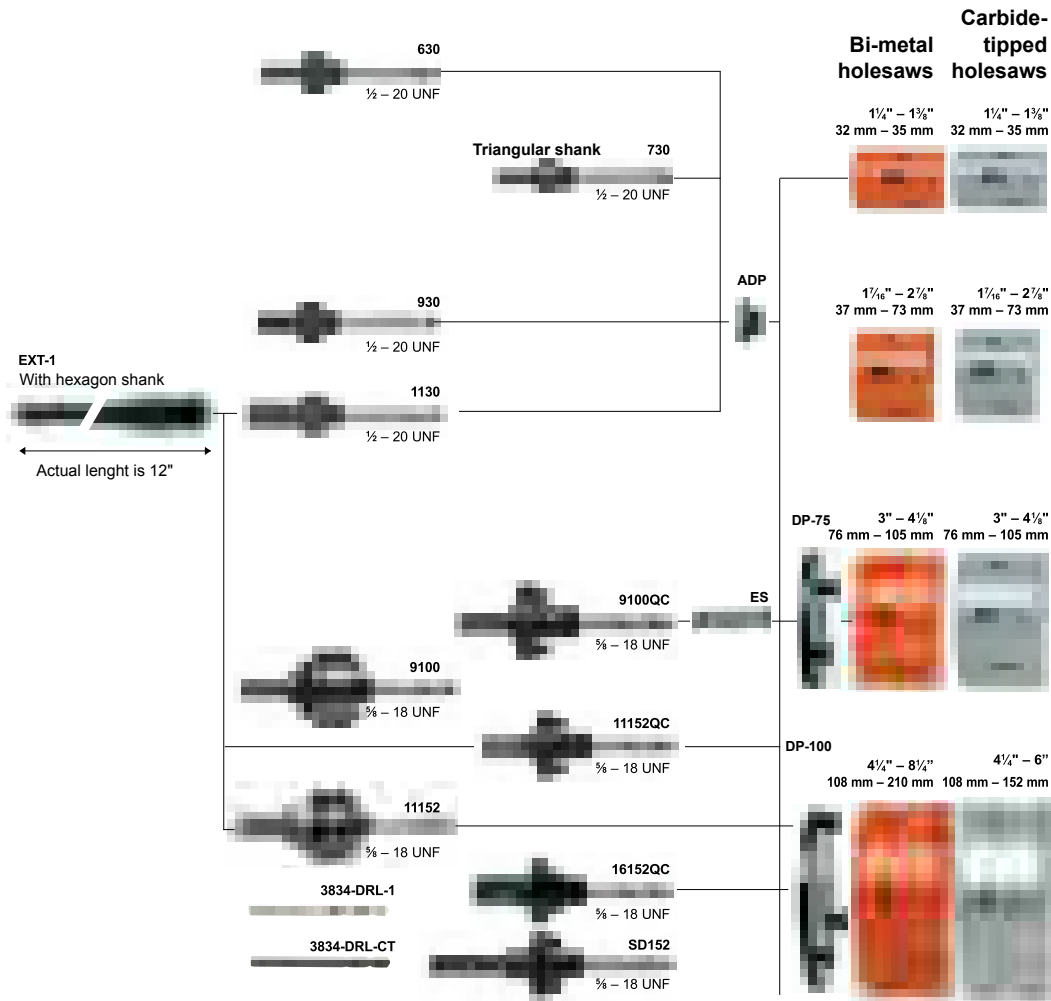 Bi-metal
holesaws
Carbide-
tipped
holesaws
630
½ – 20 UNF
1¼" – 1⅜"
32 mm – 35 mm
1¼" – 1⅜"
32 mm – 35 mm
Triangular shank
730
½ – 20 UNF
ADP
930
½ – 20 UNF
1⁷⁄₁₆" – 2⅞"
37 mm – 73 mm
1⁷⁄₁₆" – 2⅞"
37 mm – 73 mm
EXT-1
With hexagon shank
Actual lenght is 12"
1130
½ – 20 UNF
DP-75
3" – 4⅛"
76 mm – 105 mm
3" – 4⅛"
76 mm – 105 mm
9100QC
⅝ – 18 UNF
ES
9100
⅝ – 18 UNF
11152QC
⅝ – 18 UNF
DP-100
4¼" – 8¼"
108 mm – 210 mm
4¼" – 6”
108 mm – 152 mm
11152
⅝ – 18 UNF
16152QC
⅝ – 18 UNF
3834-DRL-1
3834-DRL-CT
SD152
⅝ – 18 UNF